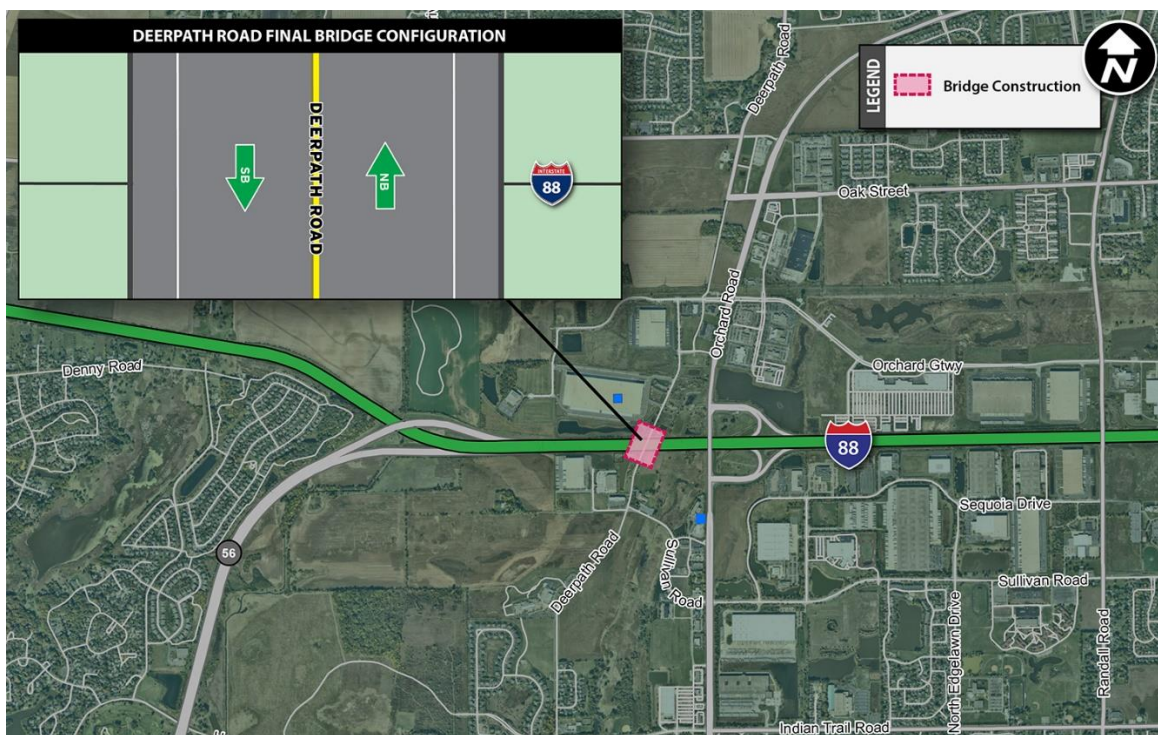 DEERPATH ROAD FINAL BRIDGE CONFIGURATION
DEERPATH ROAD
SB
NB
INTERSTATE
88
LEGEND
Bridge Construction
N
Deerpath Road
Oak Street
Orchard Road
Denny Road
Orchard Gtwy
88
Sequoia Drive
56
Deerpath Road
Sullivan Road
Sullivan Road
North Edgelawn Drive
Randall Road
Indian Trail Road